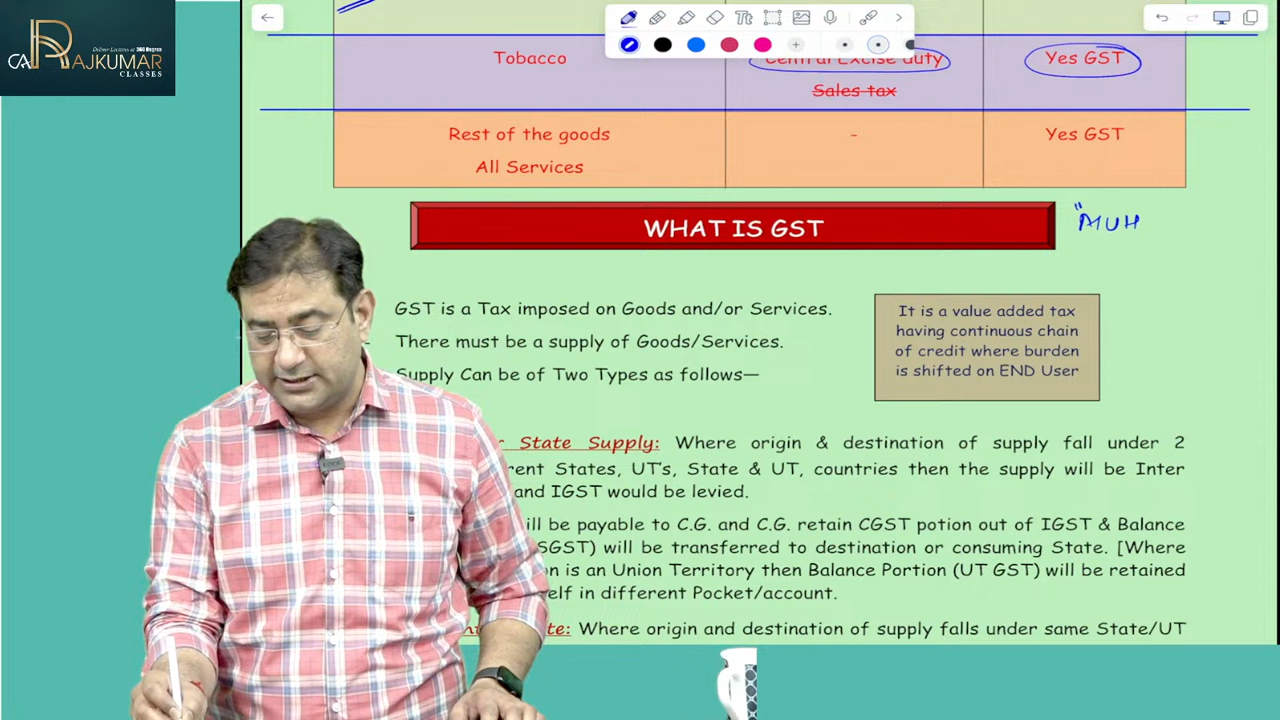 Deliver Lectures at 360 Degree
CA RAJKUMAR
CLASSES
Tt
Tobacco
Central Excise duty
Yes GST
Sales tax
Rest of the goods
-
Yes GST
All Services
WHAT IS GST
GST is a Tax imposed on Goods and/or Services.
There must be a supply of Goods/Services.
Supply Can be of Two Types as follows—
It is a value added tax
having continuous chain
of credit where burden
is shifted on END User
State Supply: Where origin & destination of supply fall under 2
States, UT's, State & UT, countries then the supply will be Inter
and IGST would be levied.
be payable to C.G. and C.G. retain CGST potion out of IGST & Balance
SGST) will be transferred to destination or consuming State. [Where
is an Union Territory then Balance Portion (UT GST) will be retained
in different Pocket/account.
Where origin and destination of supply falls under same State/UT